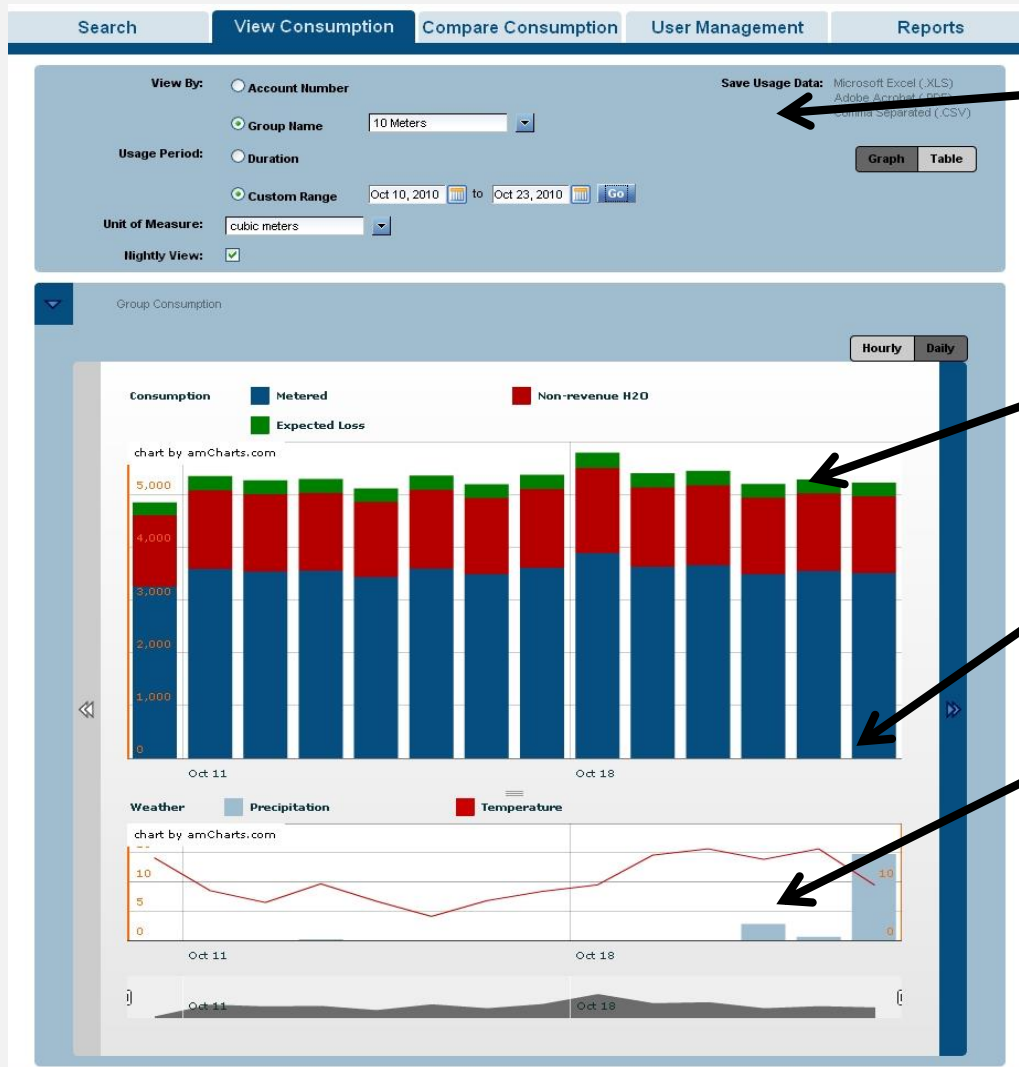 Search View Consumption Compare Consumption User Management Reports
View By: Account Number Save Usage Data: Microsoft Excel (.XLS)
Adobe Acrobat (.PDF)
Group Name 10 Meters Comma Separated (.CSV)
Usage Period: Duration Graph Table
Custom Range Oct 10, 2010 to Oct 23, 2010 Go
Unit of Measure: cubic meters
Nightly View:
Group Consumption
Hourly Daily
Consumption Metered Non-revenue H2O
Expected Loss
chart by amCharts.com
5,000
4,000
3,000
2,000
1,000
0
Oct 11 Oct 18
Weather Precipitation Temperature
chart by amCharts.com
10 10
5
0 0
Oct 11 Oct 18
Oct 11 Oct 18